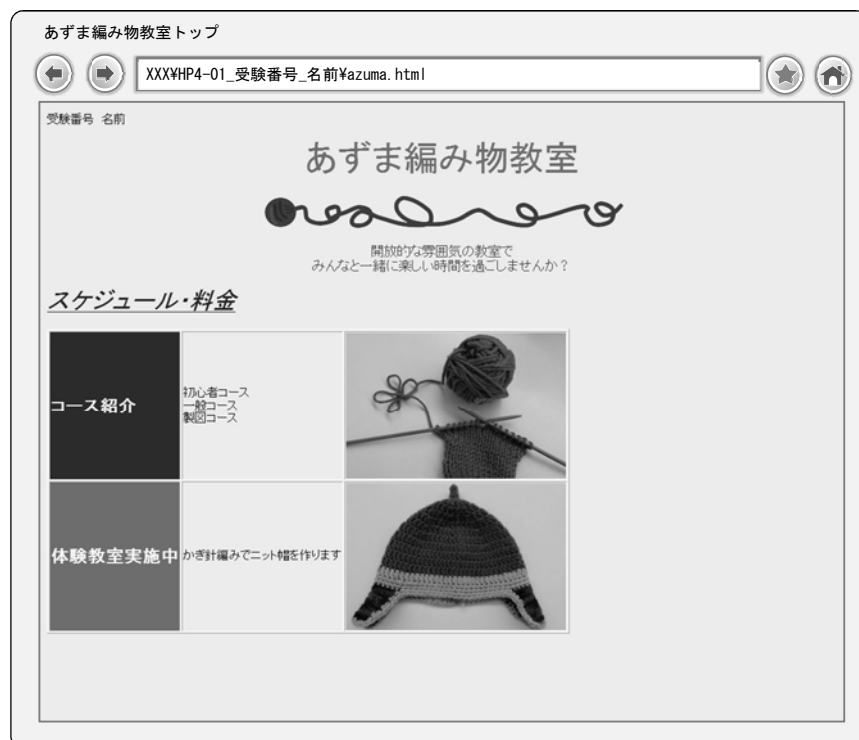 あずま編み物教室トップ
XXX¥HP4-01_受験番号_名前¥azuma.html
受験番号 名前
あずま編み物教室
開放的な雰囲気の教室で
みんなと一緒に楽しい時間を過ごしませんか？
スケジュール・料金
コース紹介
初心者コース
一般コース
製図コース
体験教室実施中
かぎ針編みでニット帽を作ります